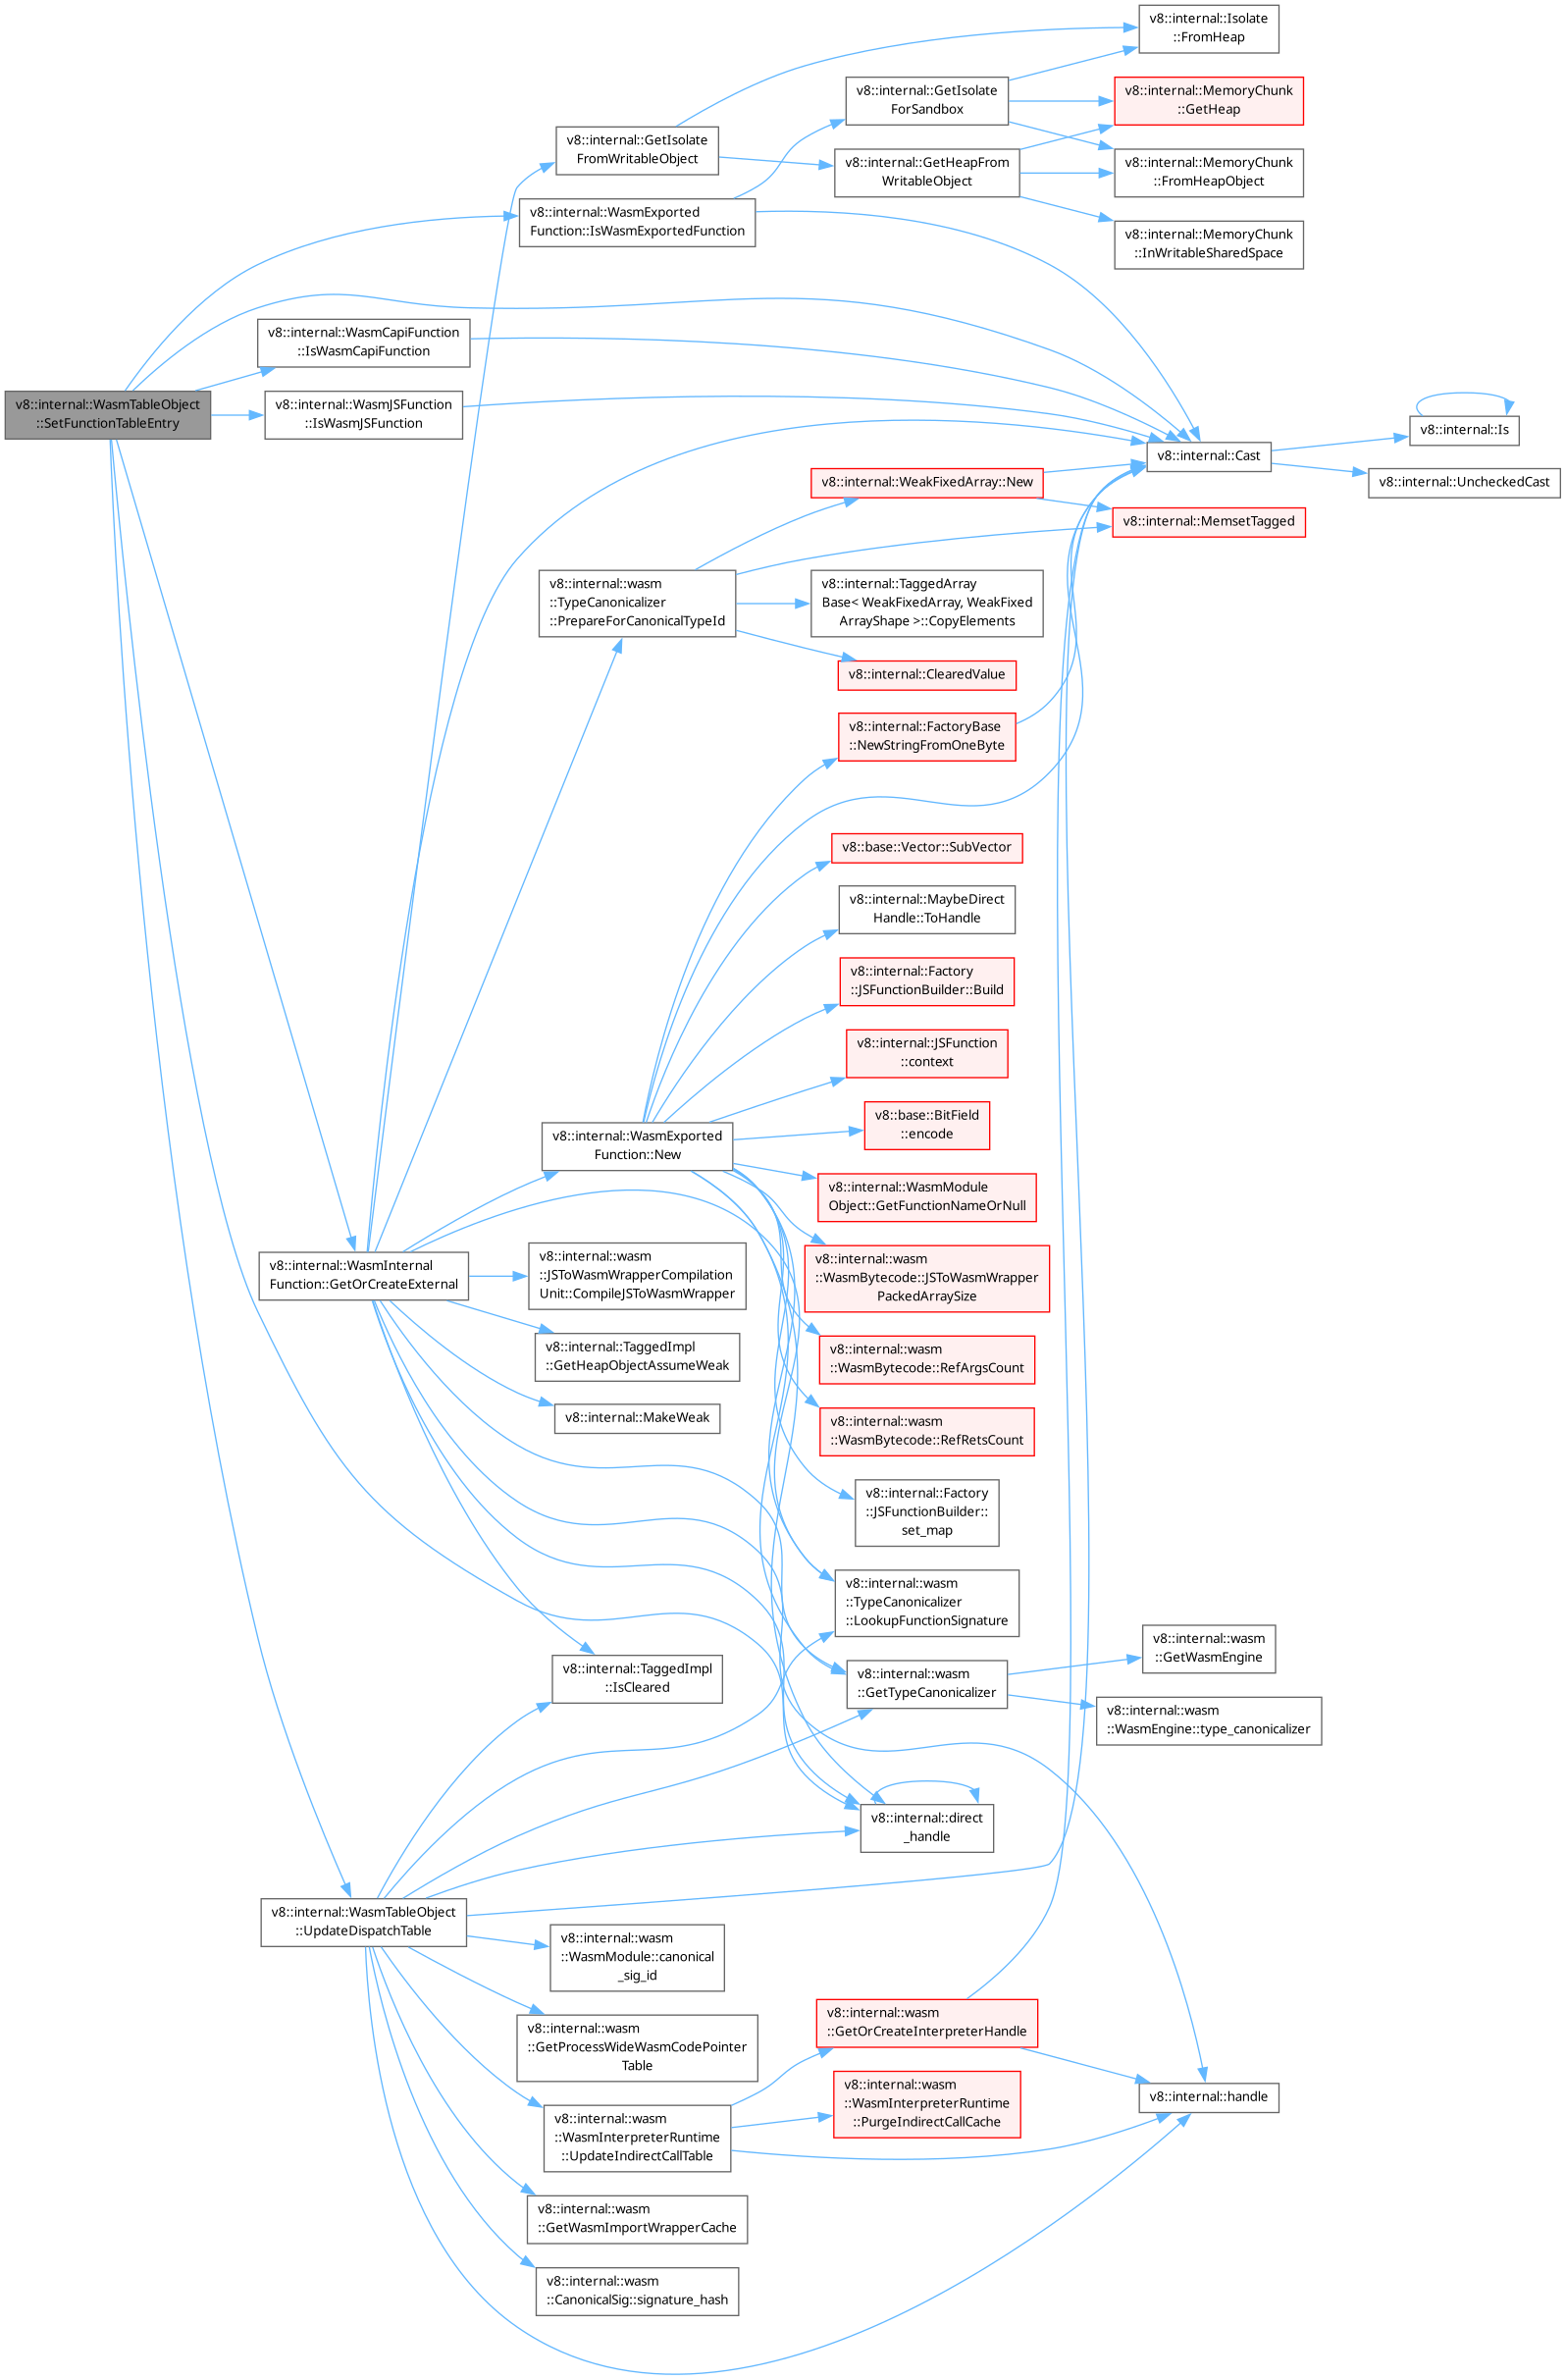 v8::internal::WasmTableObject
::SetFunctionTableEntry
v8::internal::WasmCapiFunction
::IsWasmCapiFunction
v8::internal::WasmJSFunction
::IsWasmJSFunction
v8::internal::WasmInternal
Function::GetOrCreateExternal
v8::internal::WasmTableObject
::UpdateDispatchTable
v8::internal::GetIsolate
FromWritableObject
v8::internal::WasmExported
Function::IsWasmExportedFunction
v8::internal::wasm
::TypeCanonicalizer
::PrepareForCanonicalTypeId
v8::internal::WasmExported
Function::New
v8::internal::wasm
::JSToWasmWrapperCompilation
Unit::CompileJSToWasmWrapper
v8::internal::TaggedImpl
::GetHeapObjectAssumeWeak
v8::internal::MakeWeak
v8::internal::TaggedImpl
::IsCleared
v8::internal::wasm
::WasmModule::canonical
_sig_id
v8::internal::wasm
::GetProcessWideWasmCodePointer
Table
v8::internal::wasm
::WasmInterpreterRuntime
::UpdateIndirectCallTable
v8::internal::wasm
::GetWasmImportWrapperCache
v8::internal::wasm
::CanonicalSig::signature_hash
v8::internal::GetIsolate
ForSandbox
v8::internal::GetHeapFrom
WritableObject
v8::internal::WeakFixedArray::New
v8::internal::TaggedArray
Base< WeakFixedArray, WeakFixed
ArrayShape >::CopyElements
v8::internal::ClearedValue
v8::internal::FactoryBase
::NewStringFromOneByte
v8::base::Vector::SubVector
v8::internal::MaybeDirect
Handle::ToHandle
v8::internal::Factory
::JSFunctionBuilder::Build
v8::internal::JSFunction
::context
v8::base::BitField
::encode
v8::internal::WasmModule
Object::GetFunctionNameOrNull
v8::internal::wasm
::WasmBytecode::JSToWasmWrapper
PackedArraySize
v8::internal::wasm
::WasmBytecode::RefArgsCount
v8::internal::wasm
::WasmBytecode::RefRetsCount
v8::internal::Factory
::JSFunctionBuilder::
set_map
v8::internal::wasm
::TypeCanonicalizer
::LookupFunctionSignature
v8::internal::wasm
::GetTypeCanonicalizer
v8::internal::direct
_handle
v8::internal::wasm
::GetOrCreateInterpreterHandle
v8::internal::wasm
::WasmInterpreterRuntime
::PurgeIndirectCallCache
v8::internal::Isolate
::FromHeap
v8::internal::MemoryChunk
::GetHeap
v8::internal::MemoryChunk
::FromHeapObject
v8::internal::MemoryChunk
::InWritableSharedSpace
v8::internal::Cast
v8::internal::MemsetTagged
v8::internal::wasm
::GetWasmEngine
v8::internal::wasm
::WasmEngine::type_canonicalizer
v8::internal::handle
v8::internal::Is
v8::internal::UncheckedCast